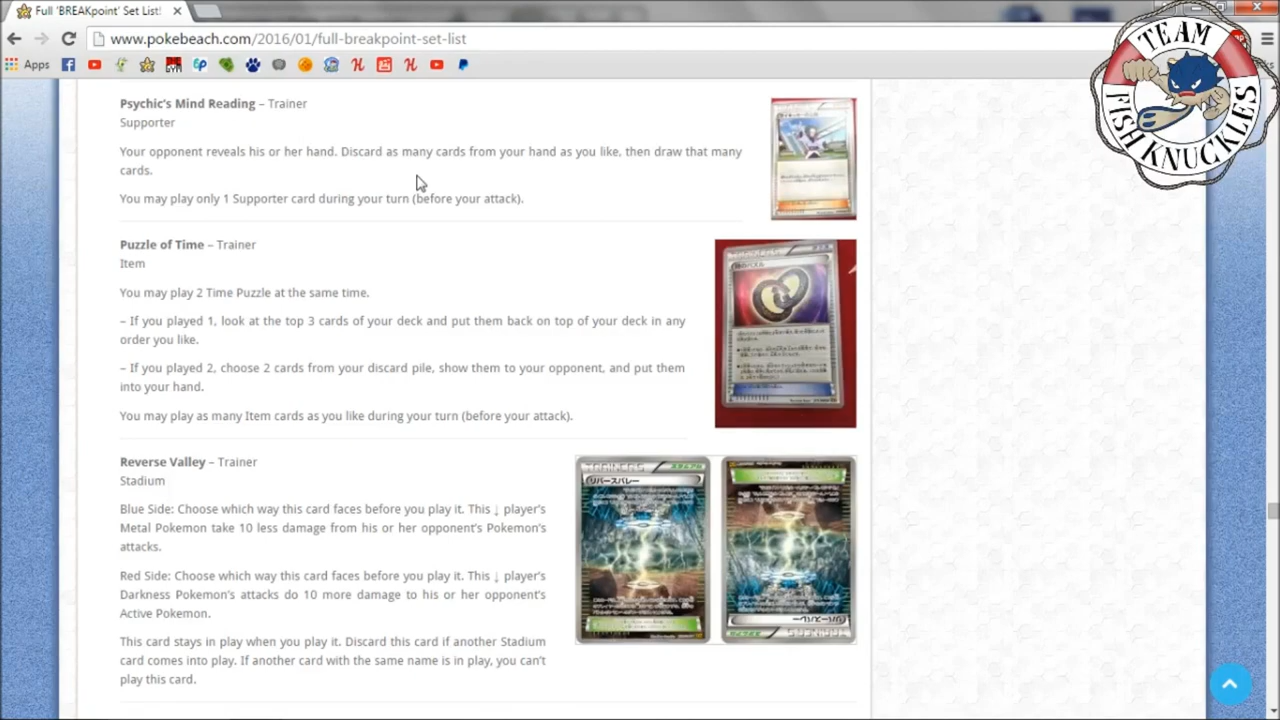 Full 'BREAKpoint' Set List!
www.pokebeach.com/2016/01/full-breakpoint-set-list
Apps
TEAM
FISH KNUCKLES
Psychic's Mind Reading – Trainer
Supporter
Your opponent reveals his or her hand. Discard as many cards from your hand as you like, then draw that many
cards.
You may play only 1 Supporter card during your turn (before your attack).
Puzzle of Time – Trainer
Item
You may play 2 Time Puzzle at the same time.
– If you played 1, look at the top 3 cards of your deck and put them back on top of your deck in any
order you like.
– If you played 2, choose 2 cards from your discard pile, show them to your opponent, and put them
into your hand.
You may play as many Item cards as you like during your turn (before your attack).
Reverse Valley – Trainer
Stadium
Blue Side: Choose which way this card faces before you play it. This ↓ player's
Metal Pokemon take 10 less damage from his or her opponent's Pokemon's
attacks.
Red Side: Choose which way this card faces before you play it. This ↓ player's
Darkness Pokemon's attacks do 10 more damage to his or her opponent's
Active Pokemon.
This card stays in play when you play it. Discard this card if another Stadium
card comes into play. If another card with the same name is in play, you can't
play this card.
TRAINERS
リバースバレー